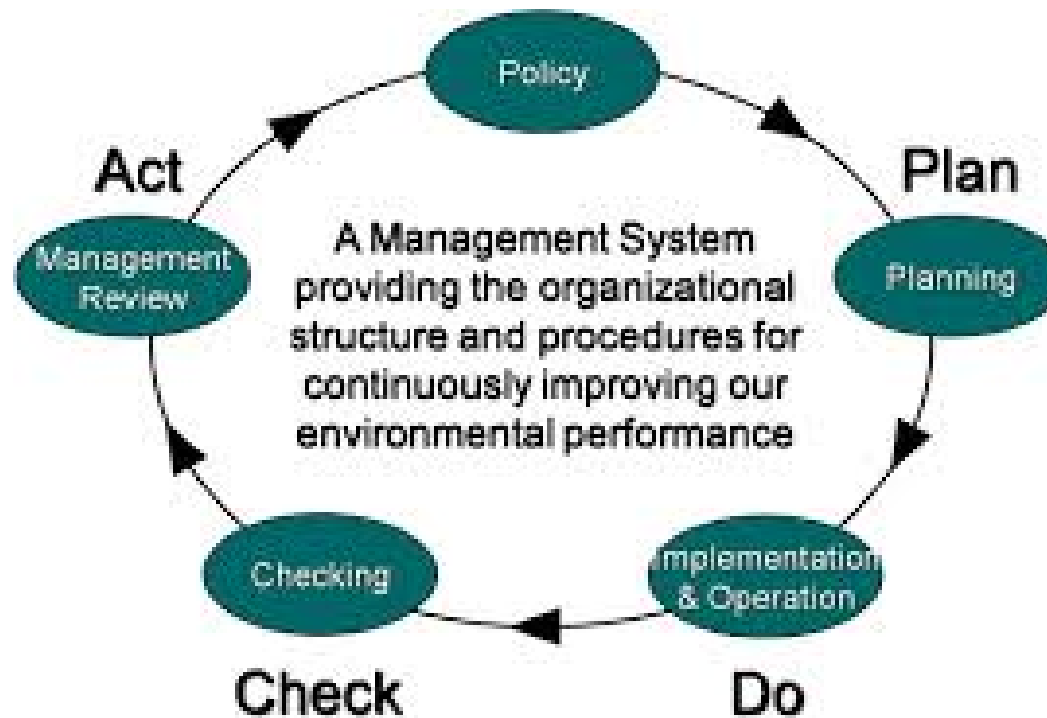 Policy
Act
Plan
Management
Review
A Management System
providing the organizational
structure and procedures for
continuously improving our
environmental performance
Planning
Checking
Implementation
& Operation
Check
Do